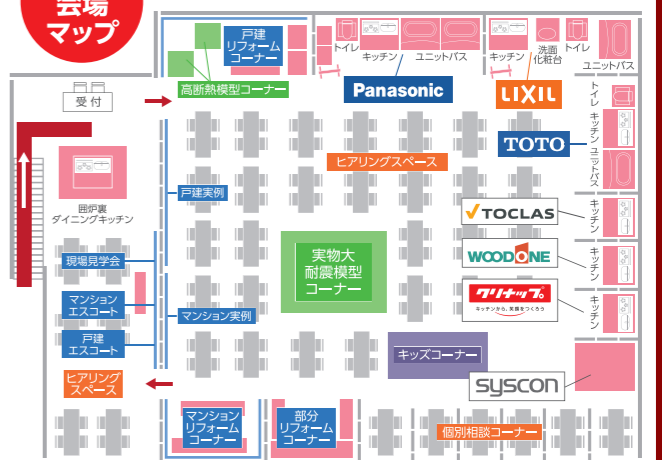 会場
マップ
戸建
リフォーム
コーナー
トイレ
キッチン
ユニットバス
キッチン
洗面
化粧台
トイレ
ユニットバス
受付
高断熱模型コーナー
Panasonic
LIXIL
トイレ
キッチン
ユニットバス
TOTO
ヒアリングスペース
囲炉裏
ダイニングキッチン
戸建実例
TOCLAS
キッチン
現場見学会
実物大
耐震模型
コーナー
WOODONE
キッチン
マンション
エスコート
マンション実例
クリナップ
キッチンから、笑顔をつくろう
キッチン
戸建
エスコート
キッズコーナー
ヒアリング
スペース
syscon
マンション
リフォーム
コーナー
部分
リフォーム
コーナー
個別相談コーナー